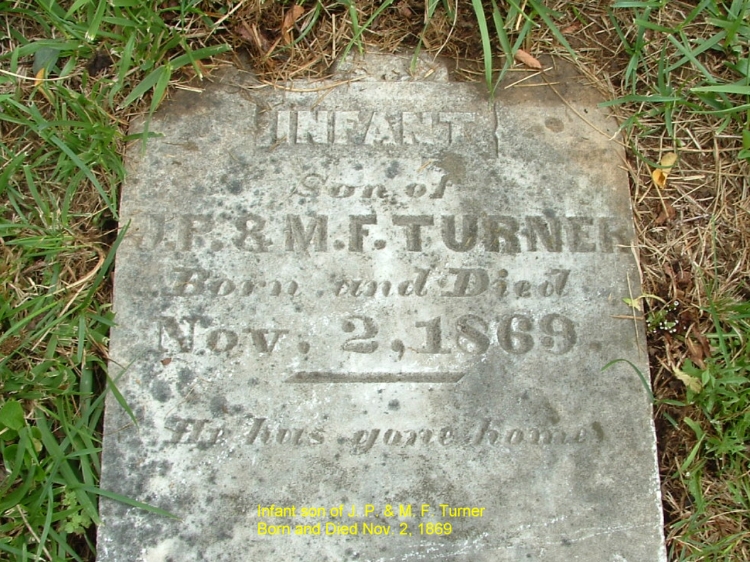 INFANT
Son of
J.P. & M.F. TURNER
Born and Died
Nov. 2, 1869.
He has gone home
Infant son of J. P. & M. F. Turner
Born and Died Nov. 2, 1869